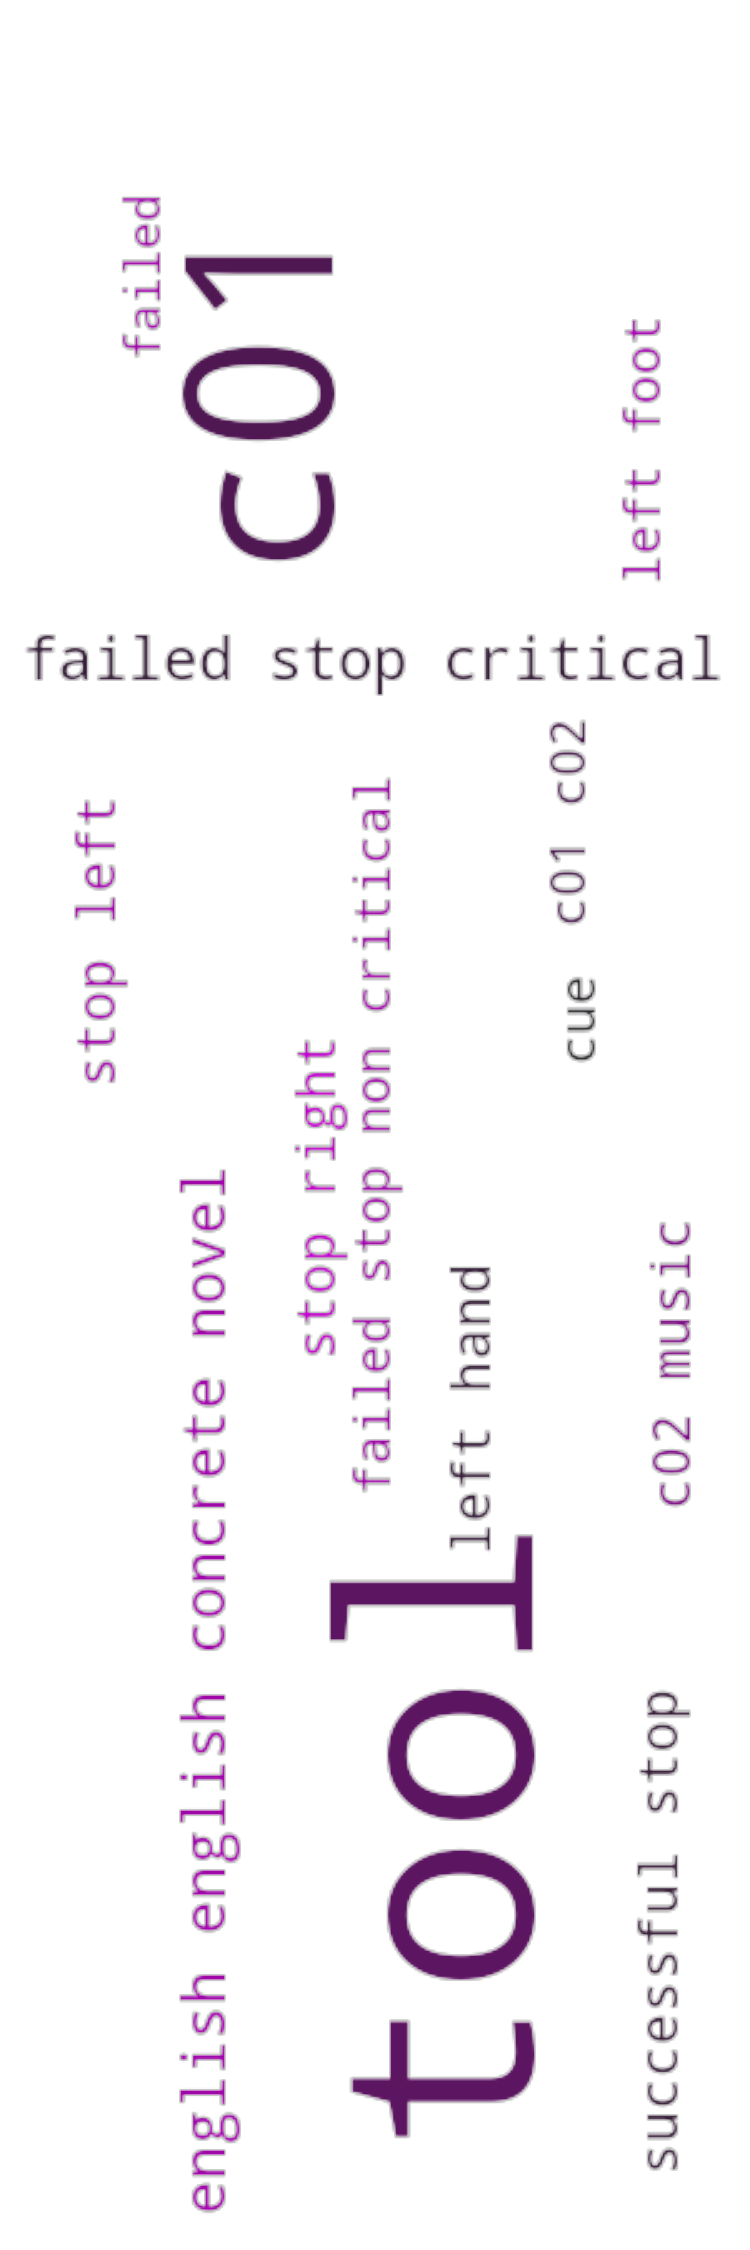 failed
c01
left foot
failed stop critical
c01 c02
stop left
failed stop non critical
cue
stop right
english english concrete novel
c02 music
left hand
tool
successful stop